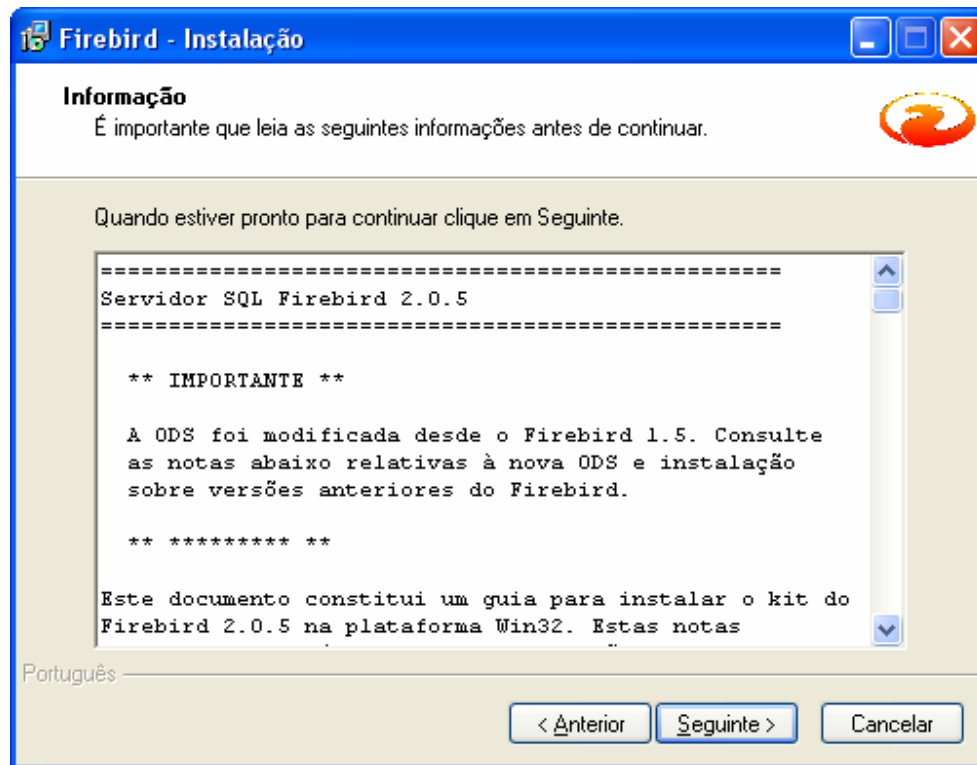 Firebird - Instalação
Informação
É importante que leia as seguintes informações antes de continuar.
Quando estiver pronto para continuar clique em Seguinte.
==================================================
Servidor SQL Firebird 2.0.5
==================================================
** IMPORTANTE **
A ODS foi modificada desde o Firebird 1.5. Consulte
as notas abaixo relativas à nova ODS e instalação
sobre versões anteriores do Firebird.
** ********* **
Este documento constitui um guia para instalar o kit do
Firebird 2.0.5 na plataforma Win32. Estas notas
Português
< Anterior
Seguinte >
Cancelar